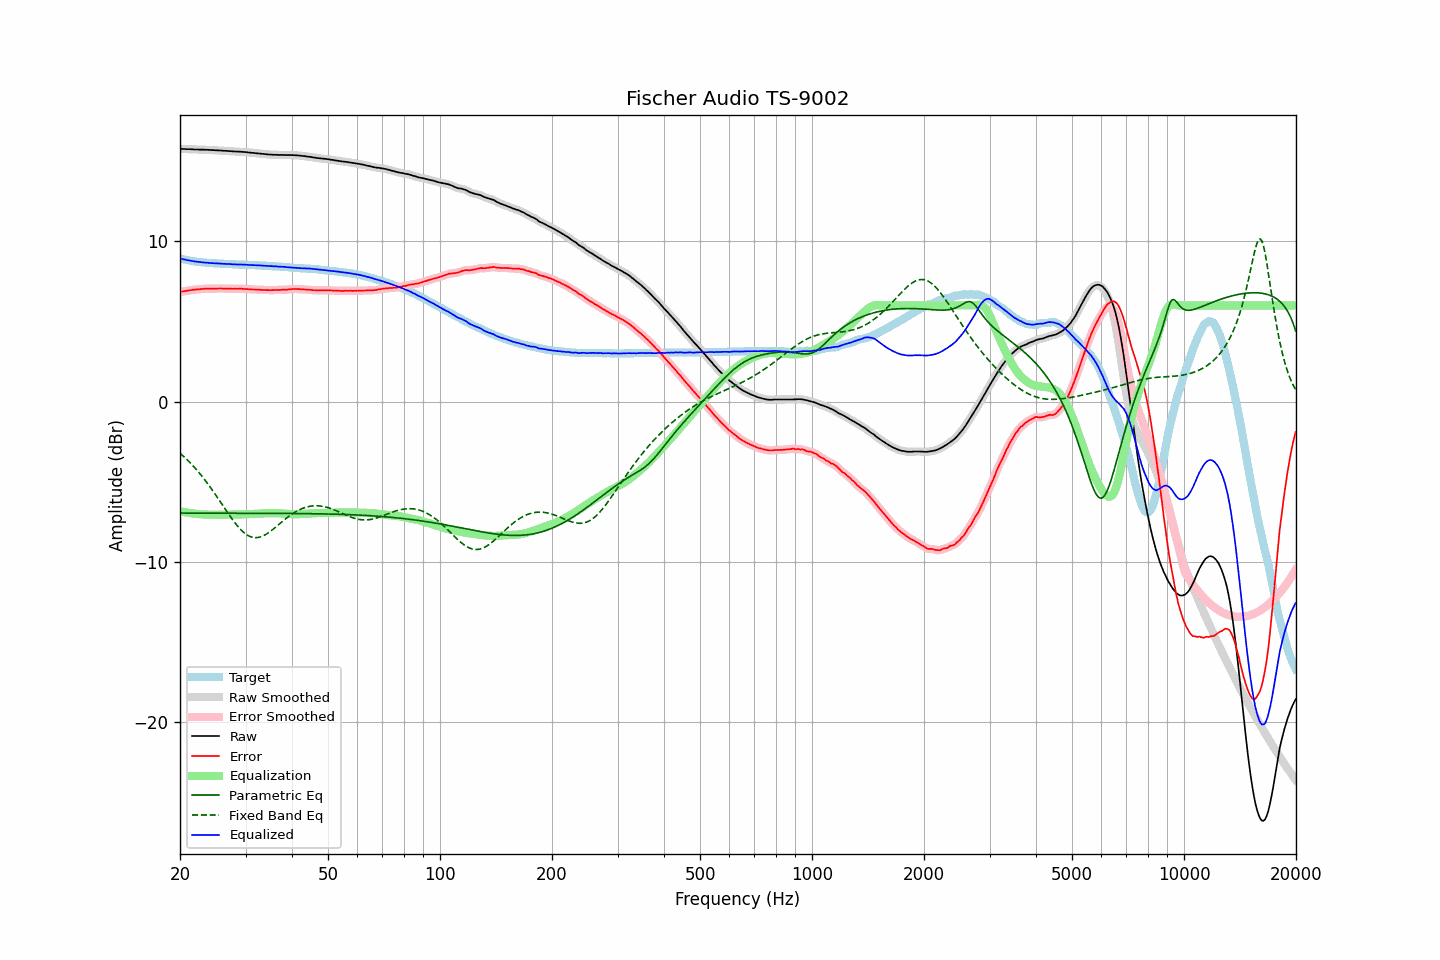 Fischer Audio TS-9002
Amplitude (dBr)
10
0
−10
−20
Target
Raw Smoothed
Error Smoothed
Raw
Error
Equalization
Parametric Eq
Fixed Band Eq
Equalized
20 50 100 200 500 1000 2000 5000 10000 20000
Frequency (Hz)